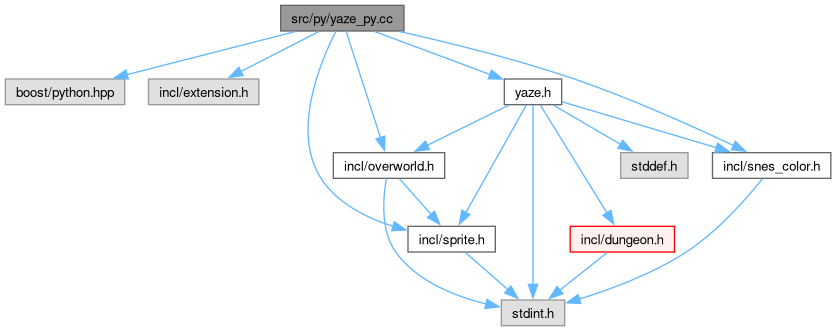 src/py/yaze_py.cc
boost/python.hpp
incl/extension.h
yaze.h
incl/overworld.h
stddef.h
incl/snes_color.h
incl/sprite.h
incl/dungeon.h
stdint.h